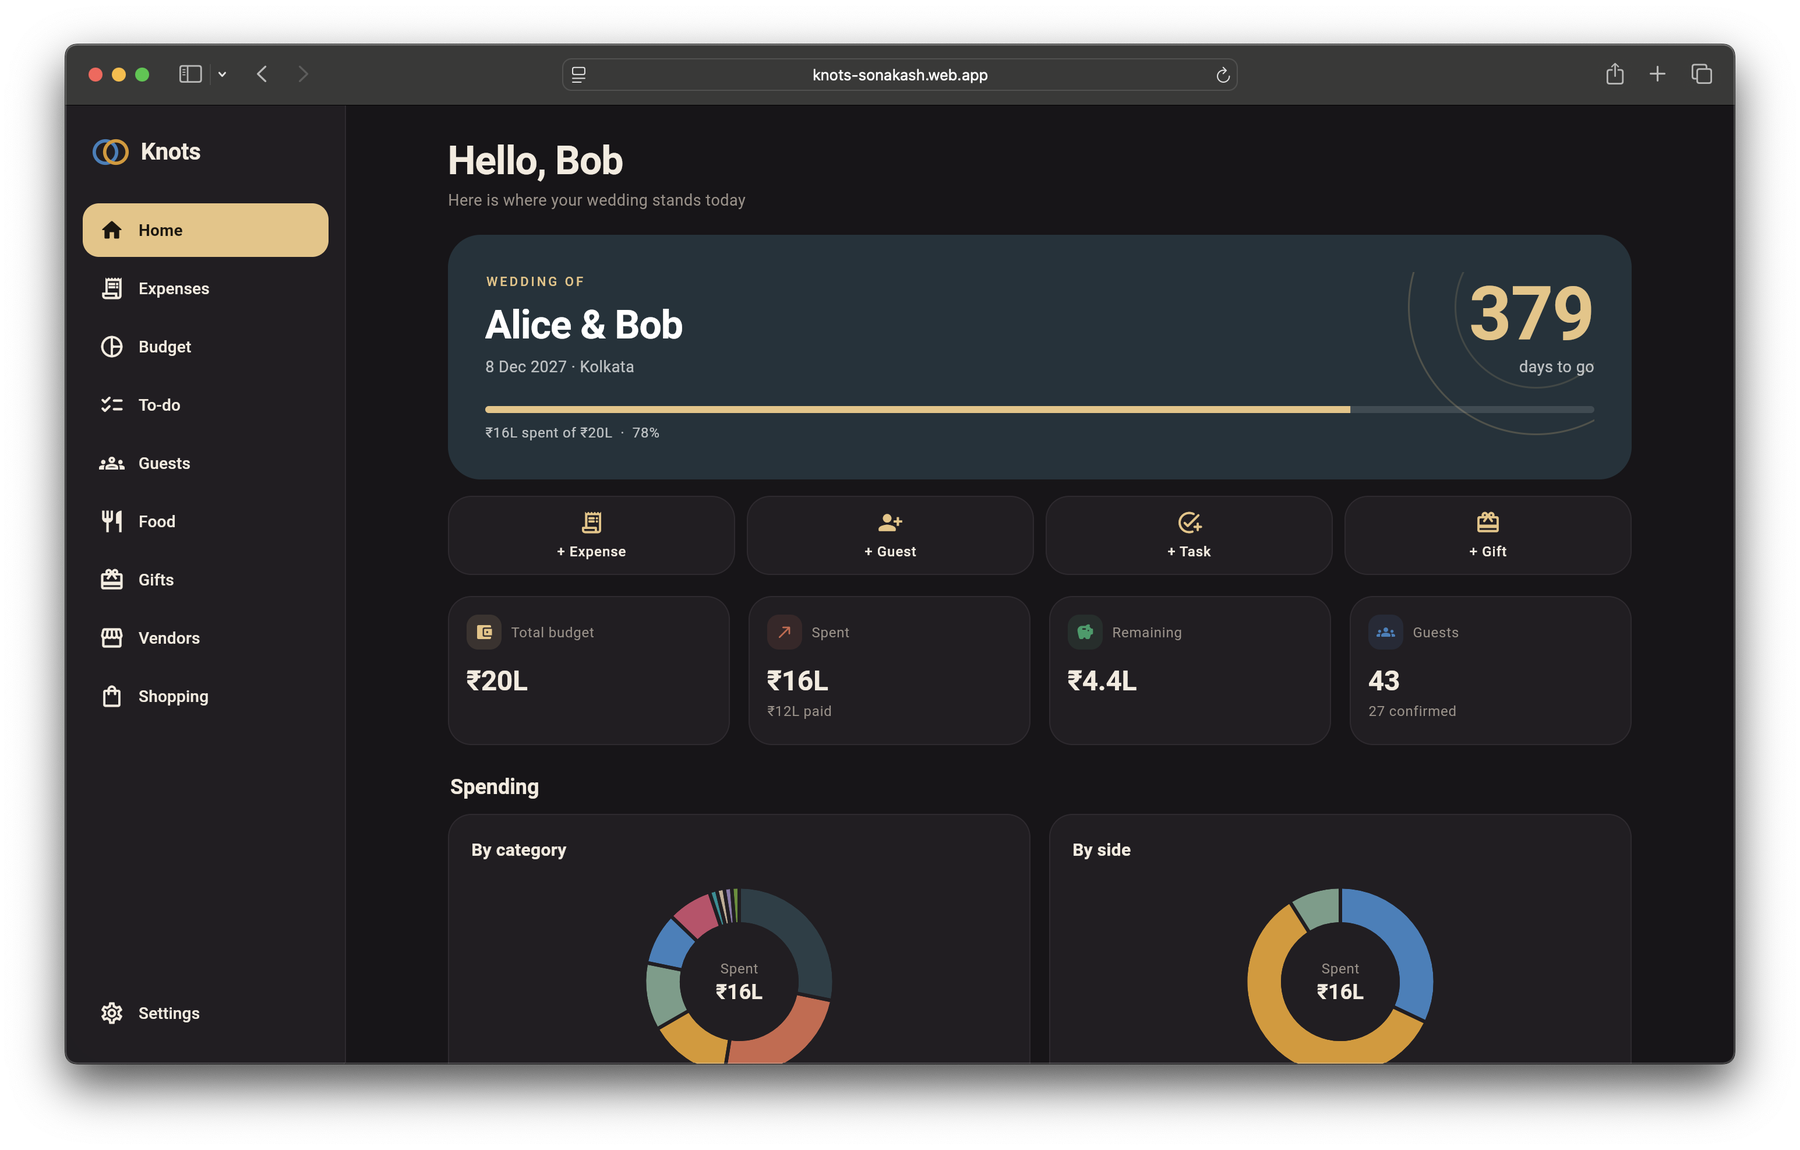 knots-sonakash.web.app
Knots
Home
Expenses
Budget
To-do
Guests
Food
Gifts
Vendors
Shopping
Settings
Hello, Bob
Here is where your wedding stands today
WEDDING OF
Alice & Bob
8 Dec 2027 · Kolkata
379
days to go
₹16L spent of ₹20L · 78%
+ Expense
+ Guest
+ Task
+ Gift
Total budget
₹20L
Spent
₹16L
₹12L paid
Remaining
₹4.4L
Guests
43
27 confirmed
Spending
By category
Spent
₹16L
By side
Spent
₹16L